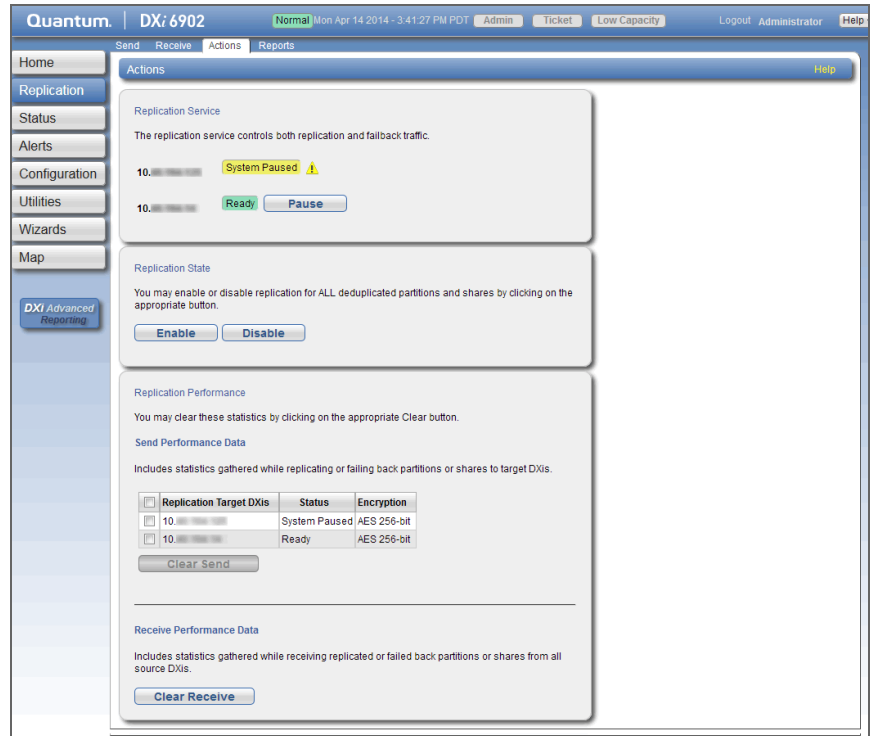 Quantum. DXi 6902 Normal Mon Apr 14 2014 - 3:41:27 PM PDT Admin Ticket Low Capacity Logout Administrator Help
Send Receive Actions Reports
Home
Replication
Status
Alerts
Configuration
Utilities
Wizards
Map
DXi Advanced
Reporting
Actions Help
Replication Service
The replication service controls both replication and failback traffic.
10. System Paused
10. Ready Pause
Replication State
You may enable or disable replication for ALL deduplicated partitions and shares by clicking on the
appropriate button.
Enable Disable
Replication Performance
You may clear these statistics by clicking on the appropriate Clear button.
Send Performance Data
Includes statistics gathered while replicating or failing back partitions or shares to target DXis.
Replication Target DXis Status Encryption
10. System Paused AES 256-bit
10. Ready AES 256-bit
Clear Send
Receive Performance Data
Includes statistics gathered while receiving replicated or failed back partitions or shares from all
source DXis.
Clear Receive